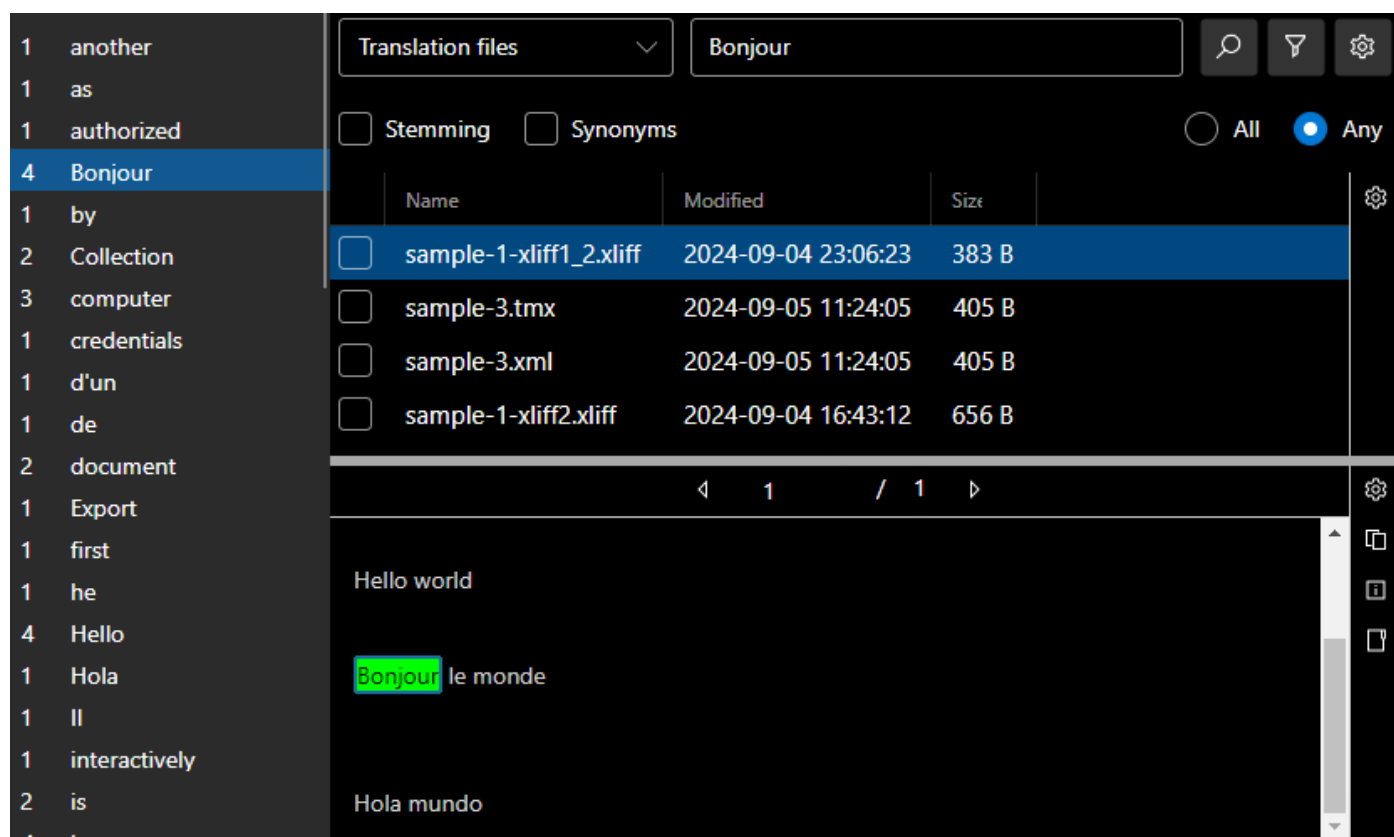 1 another
1 as
1 authorized
4 Bonjour
1 by
2 Collection
3 computer
1 credentials
1 d'un
1 de
2 document
1 Export
1 first
1 he
4 Hello
1 Hola
1 Il
1 interactively
2 is
Translation files
Bonjour
Stemming Synonyms All Any
Name Modified Size
sample-1-xliff1_2.xliff 2024-09-04 23:06:23 383 B
sample-3.tmx 2024-09-05 11:24:05 405 B
sample-3.xml 2024-09-05 11:24:05 405 B
sample-1-xliff2.xliff 2024-09-04 16:43:12 656 B
1 / 1
Hello world
Bonjour le monde
Hola mundo